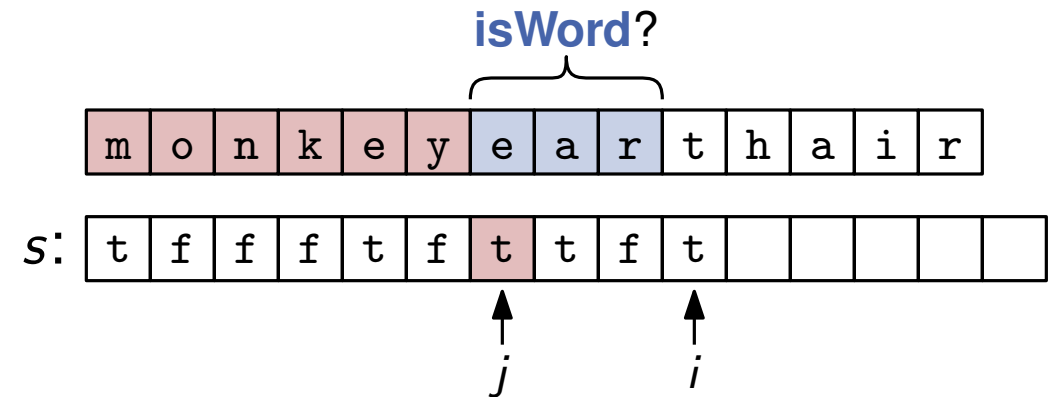 isWord?
m o n k e y e a r t h a i r
s: t f f f t f t t f t
j i